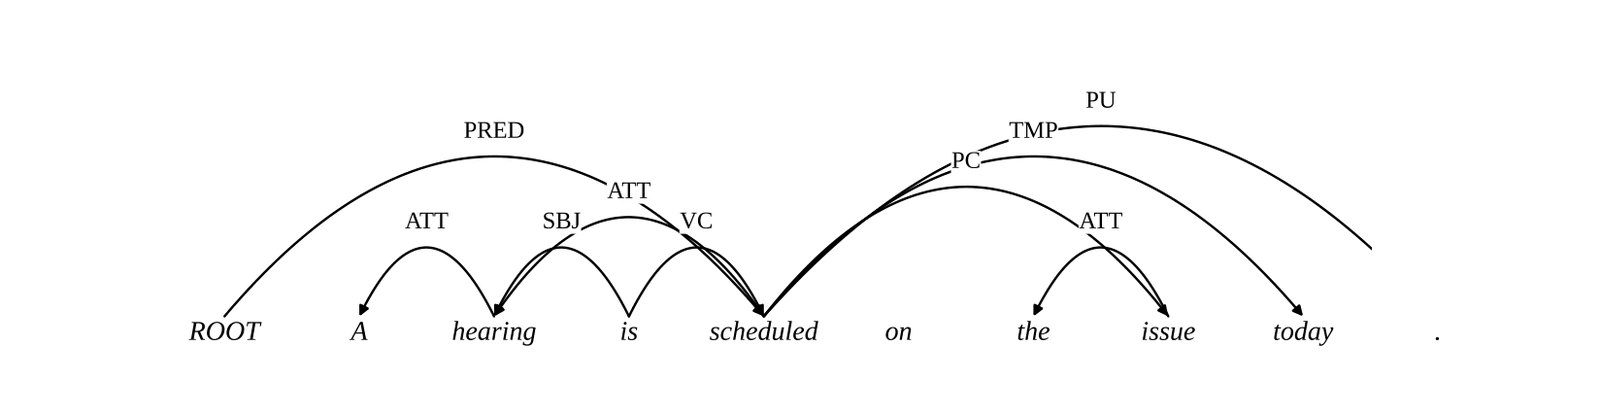 PU
PRED TMP
PC
ATT
ATT SBJ VC ATT
ROOT A hearing is scheduled on the issue today .